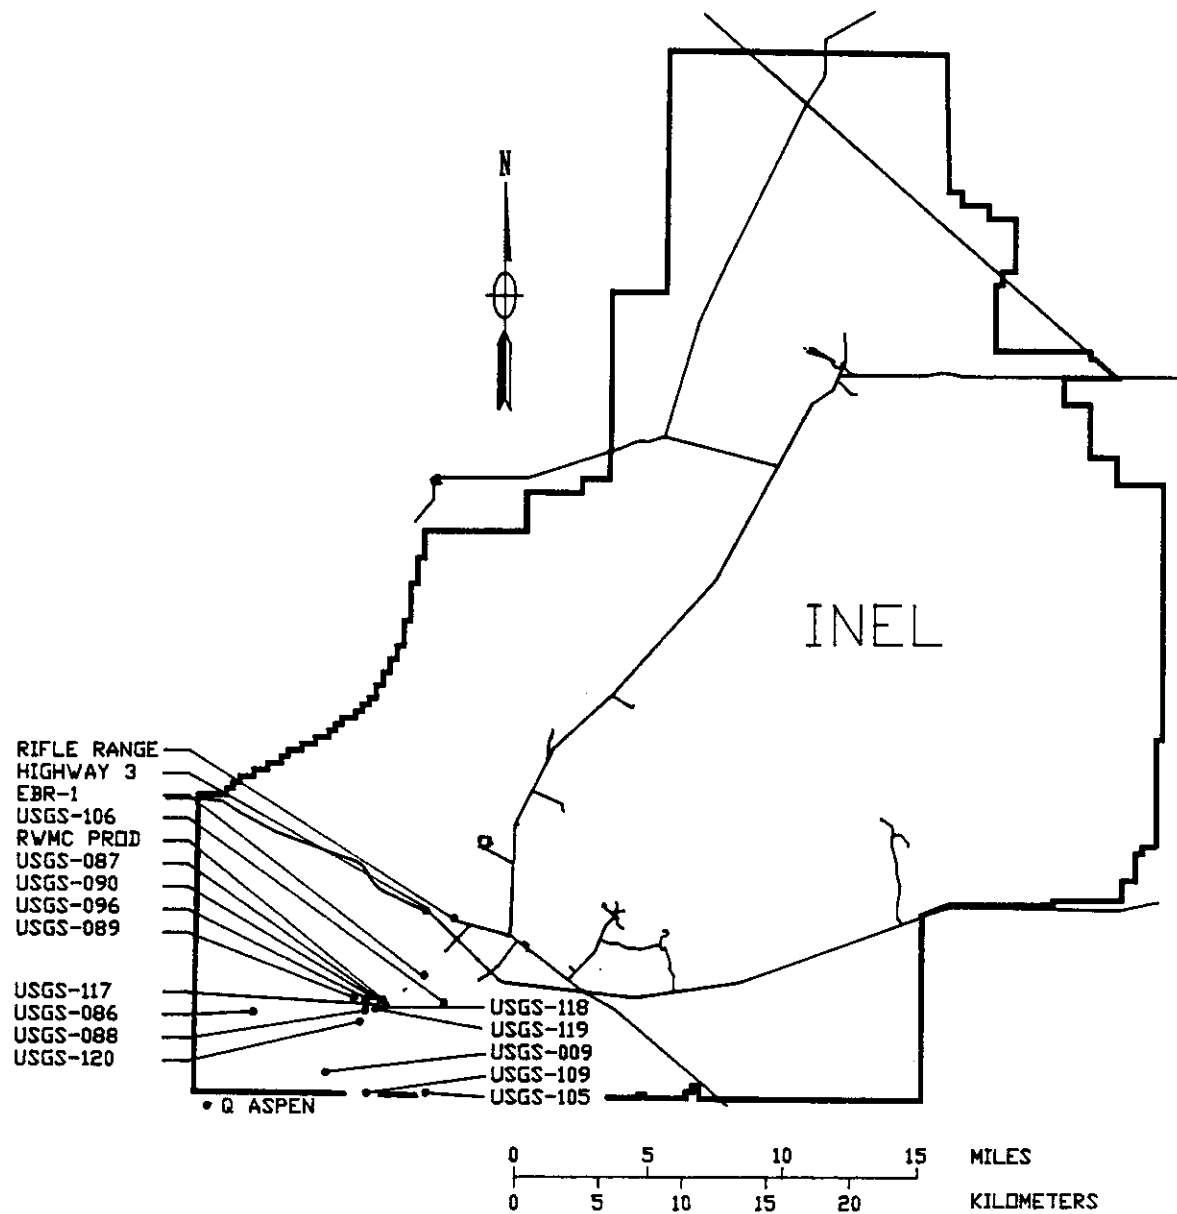 N
INEL
RIFLE RANGE
HIGHWAY 3
EBR-1
USGS-106
RWMC PROD
USGS-087
USGS-090
USGS-096
USGS-089
USGS-117
USGS-086
USGS-088
USGS-120
USGS-118
USGS-119
USGS-009
USGS-109
USGS-105
Q ASPEN
0 5 10 15 MILES
0 5 10 15 20 KILOMETERS